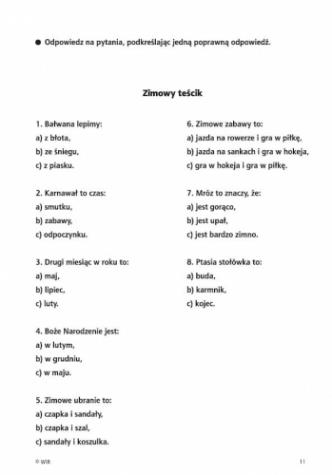 ● Odpowiedz na pytania, podkreślając jedną poprawną odpowiedź.
Zimowy teścik
1. Bałwana lepimy:
a) z błota,
b) ze śniegu,
c) z piasku.
2. Karnawał to czas:
a) smutku,
b) zabawy,
c) odpoczynku.
3. Drugi miesiąc w roku to:
a) maj,
b) lipiec,
c) luty.
4. Boże Narodzenie jest:
a) w lutym,
b) w grudniu,
c) w maju.
5. Zimowe ubranie to:
a) czapka i sandały,
b) czapka i szal,
c) sandały i koszulka.
6. Zimowe zabawy to:
a) jazda na rowerze i gra w piłkę,
b) jazda na sankach i gra w hokeja,
c) gra w hokeja i gra w piłkę.
7. Mróz to znaczy, że:
a) jest gorąco,
b) jest upał,
c) jest bardzo zimno.
8. Ptasia stołówka to:
a) buda,
b) karmnik,
c) kojec.
© WIR
11